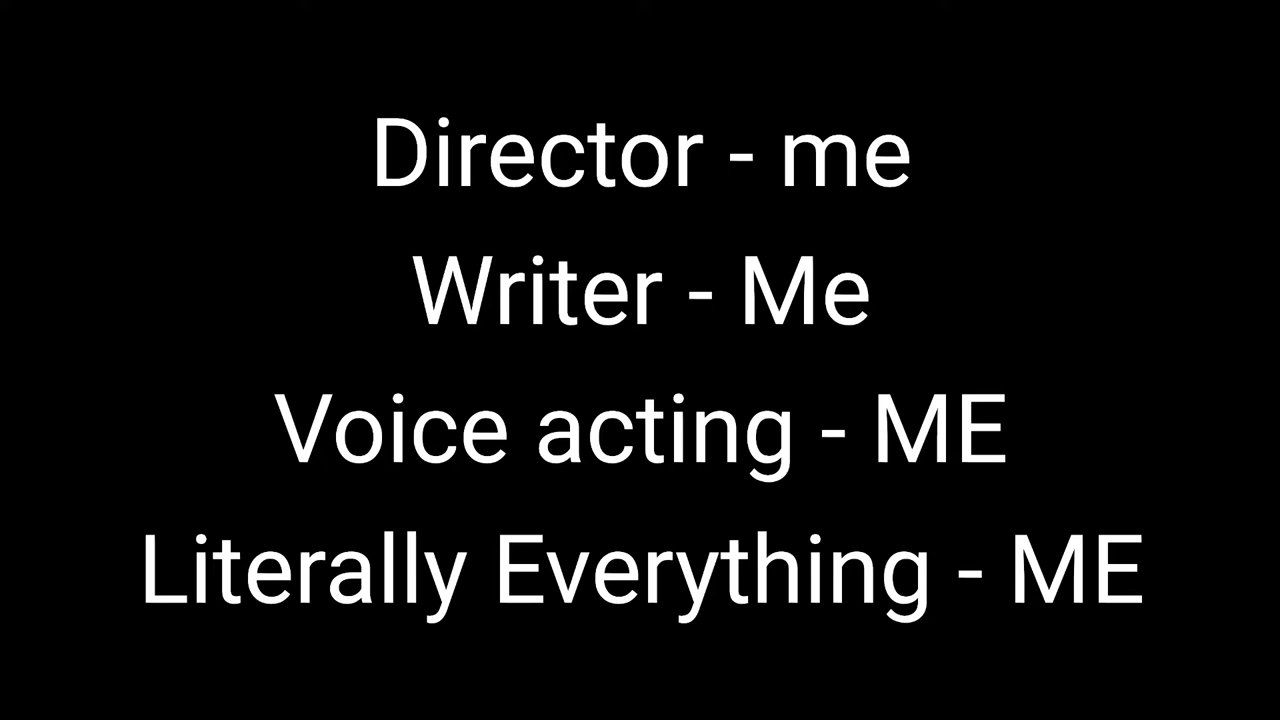 Director - me
Writer - Me
Voice acting - ME
Literally Everything - ME